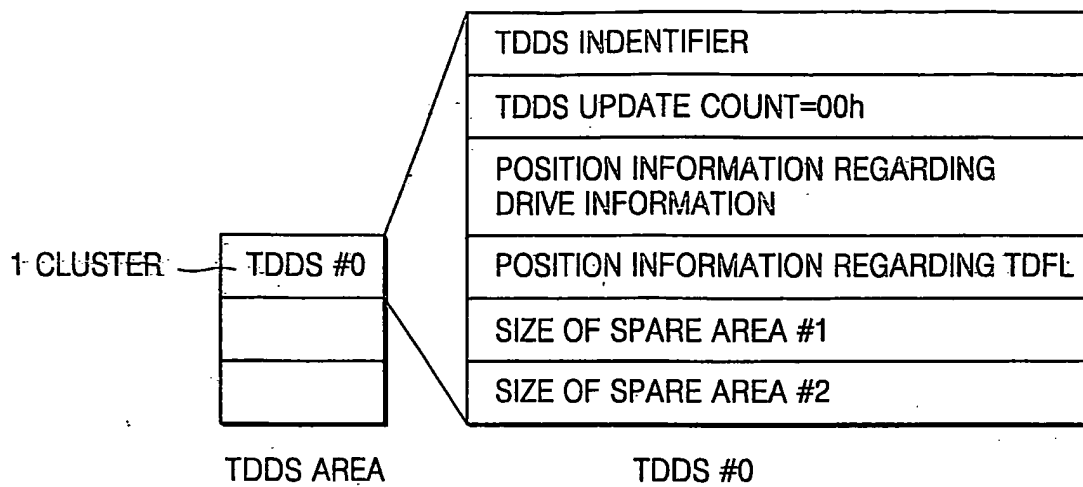 TDDS INDENTIFIER
TDDS UPDATE COUNT=00h
POSITION INFORMATION REGARDING
DRIVE INFORMATION
1 CLUSTER
TDDS #0
POSITION INFORMATION REGARDING TDFL
SIZE OF SPARE AREA #1
SIZE OF SPARE AREA #2
TDDS AREA
TDDS #0